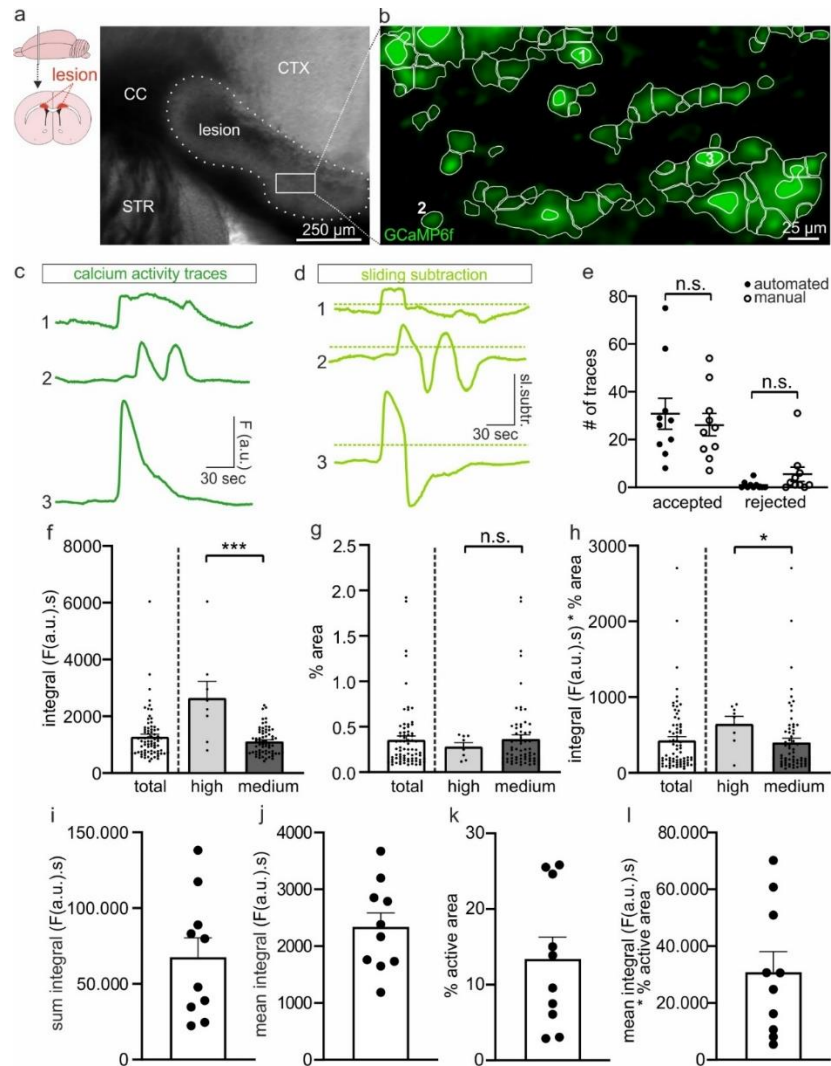 a
lesion
CC
CTX
lesion
STR
250 µm
b
1
2
3
GCaMP6f
25 µm
c
calcium activity traces
1
2
3
F (a.u.)
30 sec
d
sliding subtraction
1
2
3
sl.subtr.
30 sec
e
automated
manual
n.s.
n.s.
# of traces
80
60
40
20
0
accepted
rejected
f
***
integral (F(a.u.).s)
8000
6000
4000
2000
0
total
high
medium
g
n.s.
% area
2.5
2.0
1.5
1.0
0.5
0.0
total
high
medium
h
*
integral (F(a.u.).s) * % area
3000
2000
1000
0
total
high
medium
i
sum integral (F(a.u.).s)
150.000
100.000
50.000
0
j
mean integral (F(a.u.).s)
4000
3000
2000
1000
0
k
% active area
30
20
10
0
l
mean integral (F(a.u.).s)
* % active area
80.000
60.000
40.000
20.000
0